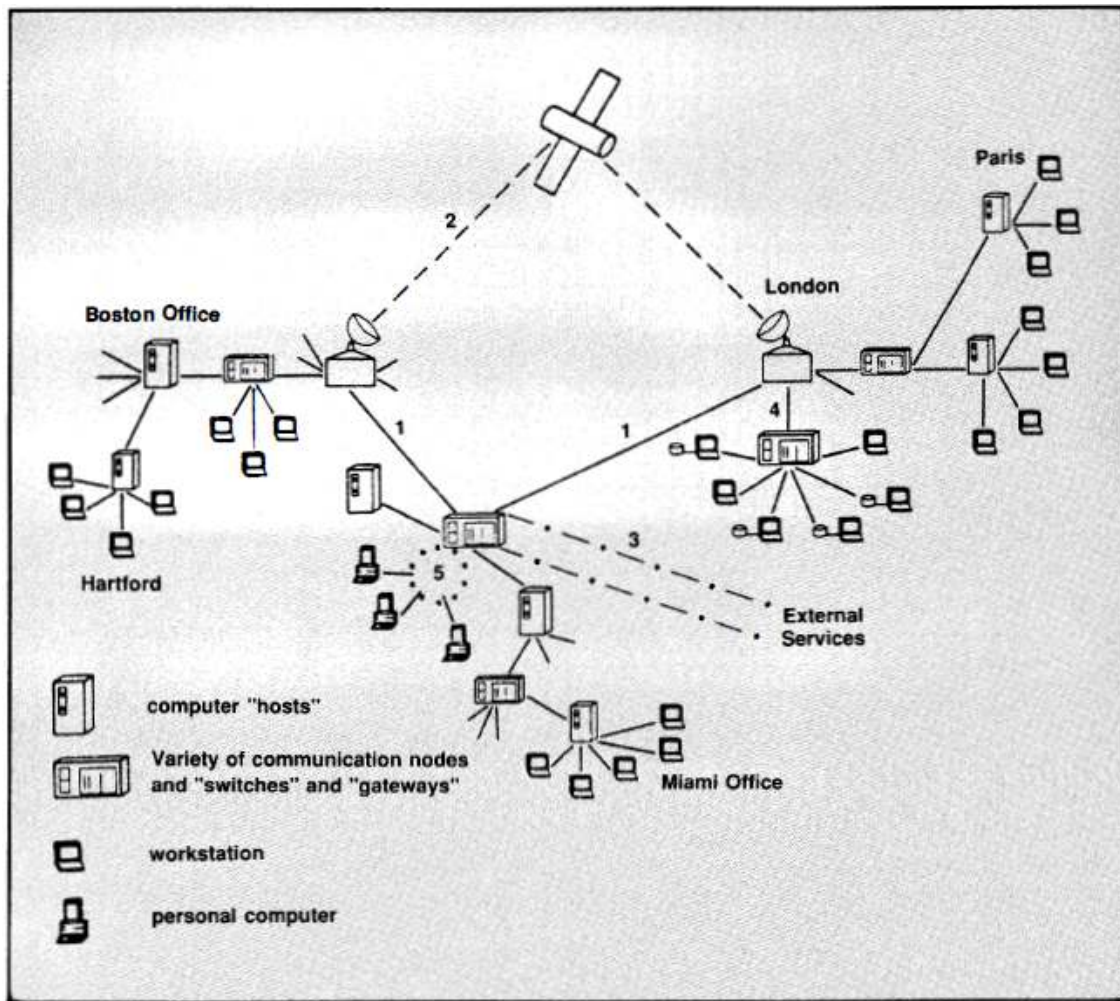 Paris
2
London
Boston Office
1
1
4
3
5
Hartford
External
Services
computer "hosts"
Variety of communication nodes
and "switches" and "gateways"
Miami Office
workstation
personal computer